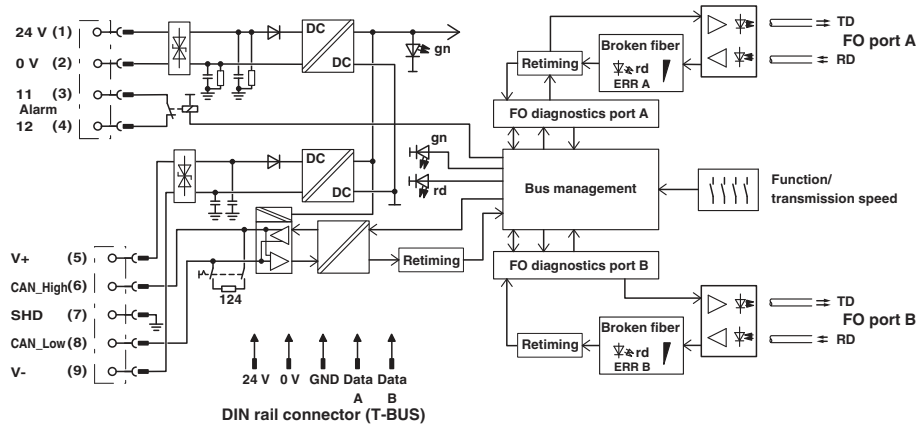 24 V (1)
0 V (2)
11 (3)
Alarm
12 (4)
DC
DC
gn
DC
DC
gn
rd
V+ (5)
CAN_High (6)
SHD (7)
CAN_Low (8)
V- (9)
124
Retiming
24 V 0 V GND Data A Data B
DIN rail connector (T-BUS)
Retiming
Broken fiber
rd
ERR A
FO diagnostics port A
Bus management
FO diagnostics port B
Retiming
Broken fiber
rd
ERR B
TD
FO port A
RD
Function/
transmission speed
TD
FO port B
RD